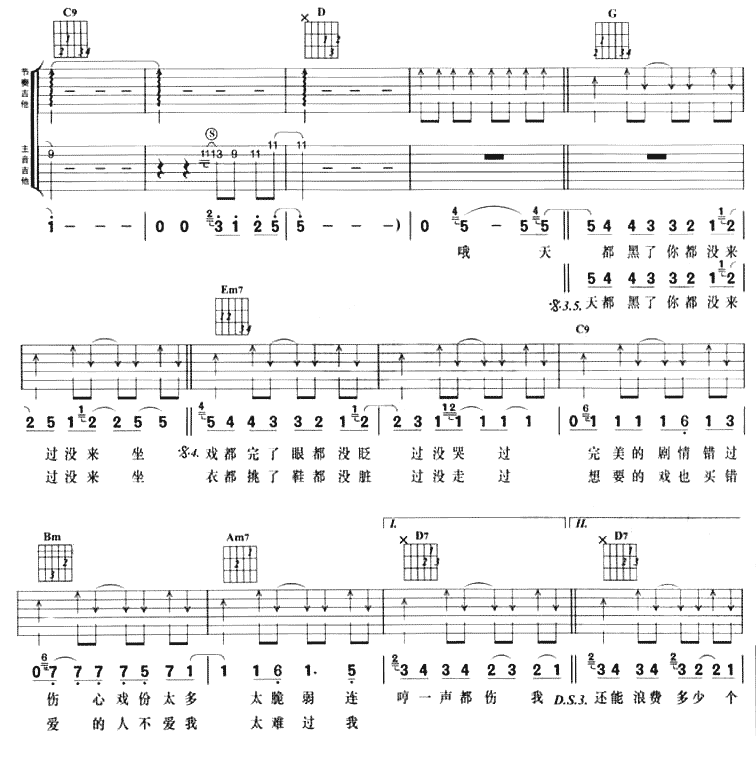 C9 D G
节奏吉他
9 11 13 9 11 11 11
主音吉他
1 - - - | 0 0 3 1 2 5 | 5 - - - ) | 0 5 - 5 5 | 5 4 4 3 3 2 1 2
哦 天 都黑了你都没来
5 4 4 3 3 2 1 2
3.5. 天都黑了你都没来
Em7 C9
2 5 1 2 2 5 5 | 5 4 4 3 3 2 1 2 | 2 3 1 1 1 1 1 | 0 1 1 1 1 6 1 3
过没来 坐 4. 戏都完了眼都没眨 过没哭 过 完美的剧情错过
过没来 坐 衣都挑了鞋都没脏 过没走 过 想要的戏也买错
I. II.
Bm Am7 D7 D7
0 7 7 7 7 5 7 1 | 1 1 6 1· 5 | 3 4 3 4 2 3 2 1 | 3 4 3 4 3 2 2 1
伤 心戏份太多 太脆弱 连 哼一声都伤 我 D.S.3. 还能浪费多少个
爱 的人不爱我 太难过 我